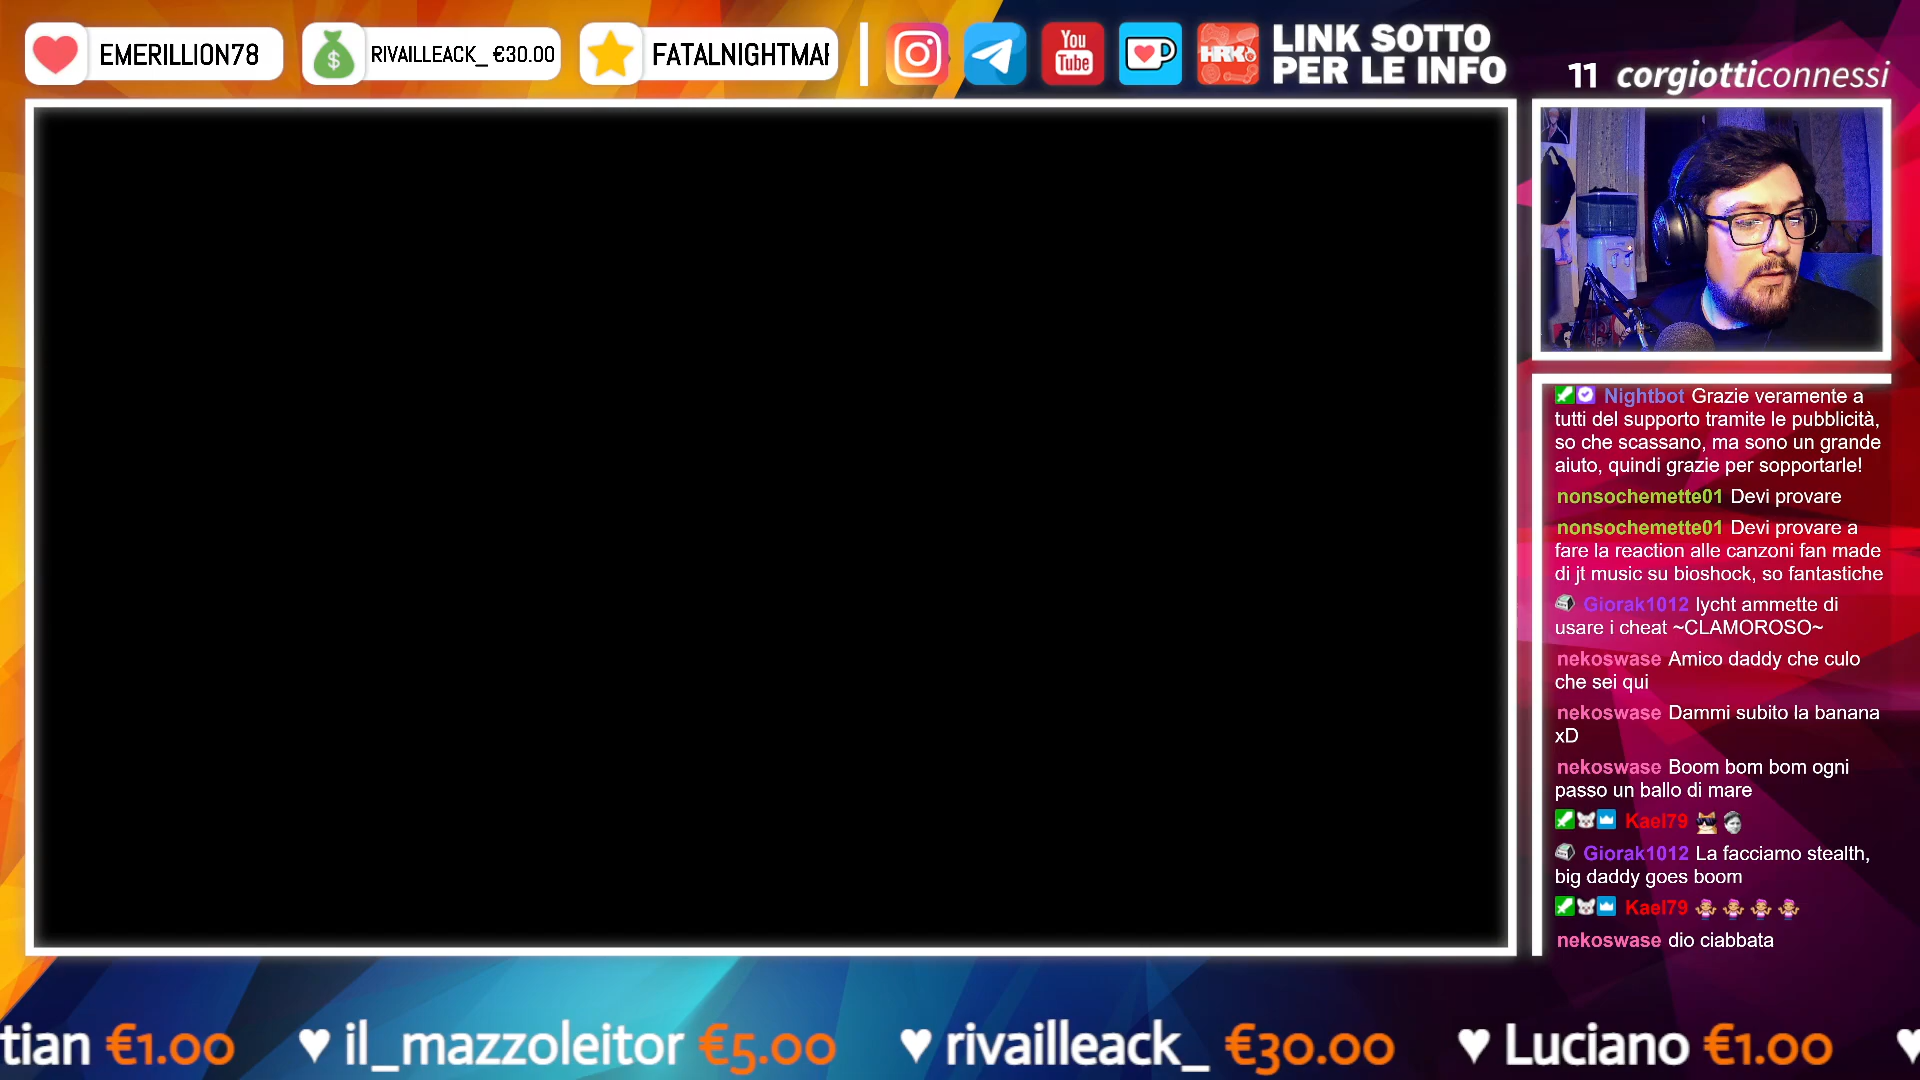 EMERILLION78
RIVAILLEACK_ €30.00
FATALNIGHTMAR
You
Tube
HRK
LINK SOTTO
PER LE INFO
11 corgiotticonnessi
Nightbot Grazie veramente a
tutti del supporto tramite le pubblicità,
so che scassano, ma sono un grande
aiuto, quindi grazie per sopportarle!
nonsochemette01 Devi provare
nonsochemette01 Devi provare a
fare la reaction alle canzoni fan made
di jt music su bioshock, so fantastiche
Giorak1012 lycht ammette di
usare i cheat ~CLAMOROSO~
nekoswase Amico daddy che culo
che sei qui
nekoswase Dammi subito la banana
xD
nekoswase Boom bom bom ogni
passo un ballo di mare
Kael79
Giorak1012 La facciamo stealth,
big daddy goes boom
Kael79
nekoswase dio ciabbata
tian €1.00 ♥ il_mazzoleitor €5.00 ♥ rivailleack_ €30.00 ♥ Luciano €1.00 ♥